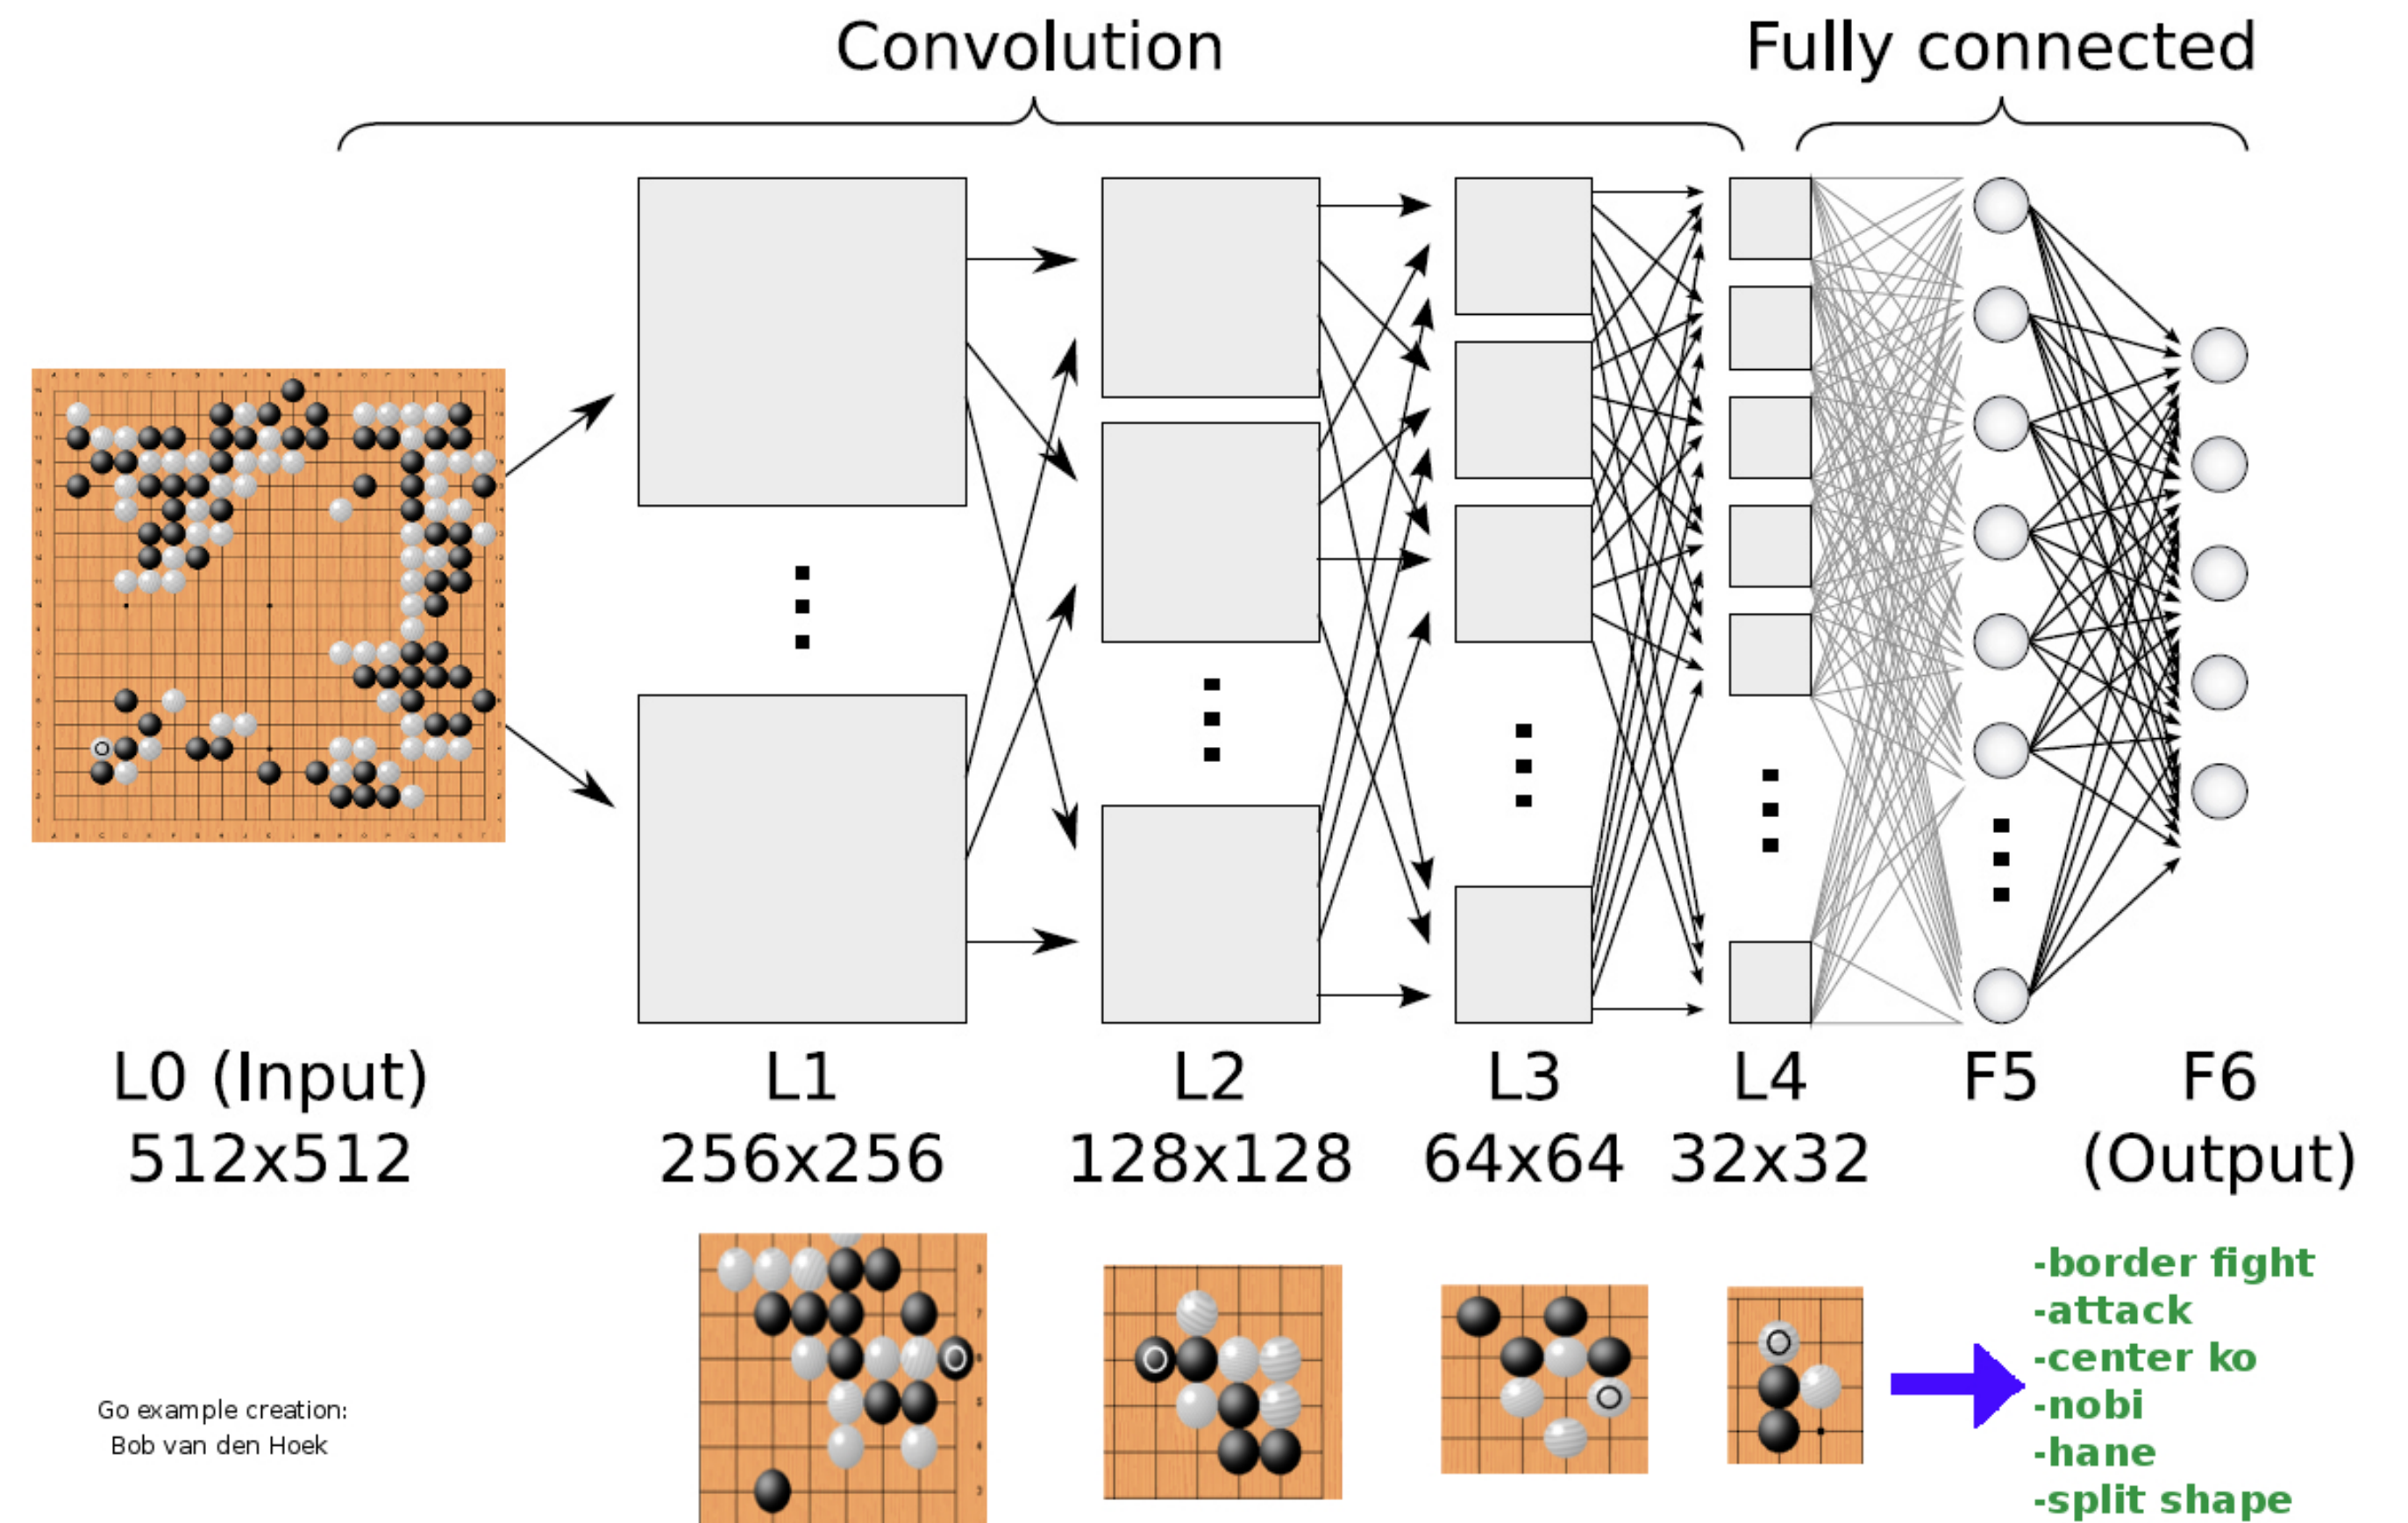 Convolution
Fully connected
L0 (Input)
512x512
L1
256x256
L2
128x128
L3
64x64
L4
32x32
F5
F6
(Output)
Go example creation:
Bob van den Hoek
-border fight
-attack
-center ko
-nobi
-hane
-split shape